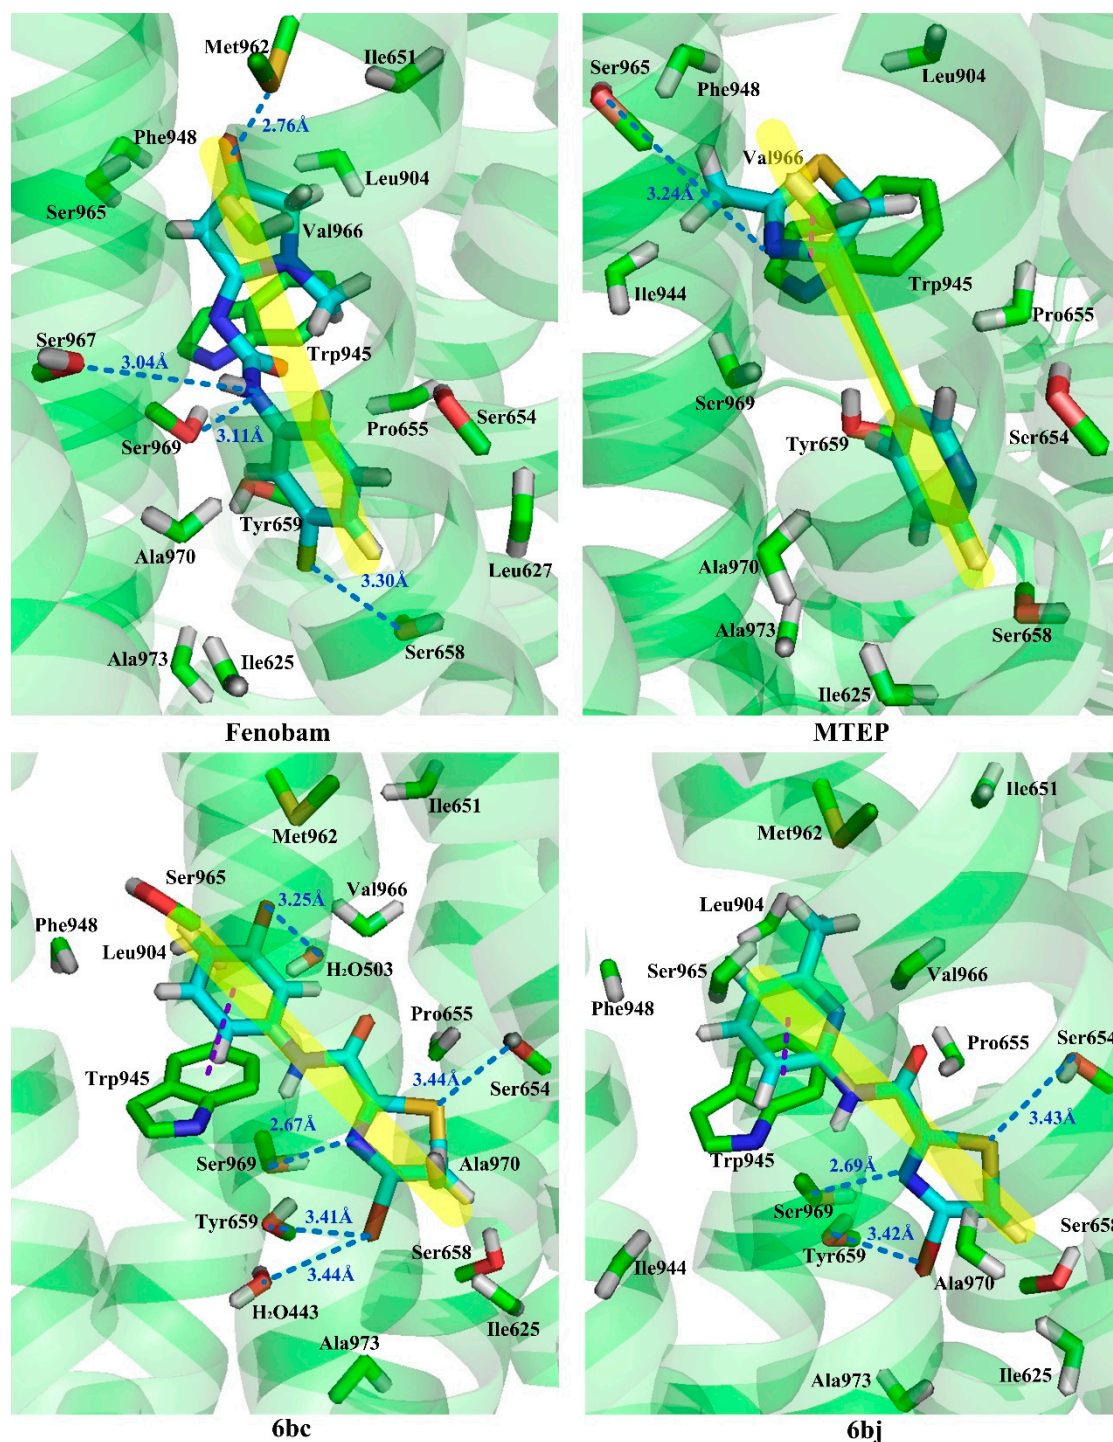 Met962
Ile651
2.76Å
Phe948
Leu904
Ser965
Val966
Ser967
3.04Å
Trp945
Ser654
Pro655
Ser969
3.11Å
Tyr659
Ala970
Leu627
3.30Å
Ser658
Ala973
Ile625
Fenobam
Ser965
Phe948
Leu904
Val966
3.24Å
Trp945
Ile944
Pro655
Ser969
Tyr659
Ser654
Ala970
Ala973
Ser658
Ile625
MTEP
Ile651
Met962
Ser965
3.25Å
Val966
Phe948
Leu904
H₂O503
Pro655
Trp945
3.44Å
Ser654
2.67Å
Ser969
Ala970
Tyr659
3.41Å
Ser658
3.44Å
H₂O443
Ile625
Ala973
6bc
Ile651
Met962
Leu904
Ser965
Val966
Phe948
Pro655
Ser654
3.43Å
Trp945
2.69Å
Ser969
Ser658
Tyr659
3.42Å
Ile944
Ala970
Ile625
Ala973
6bj